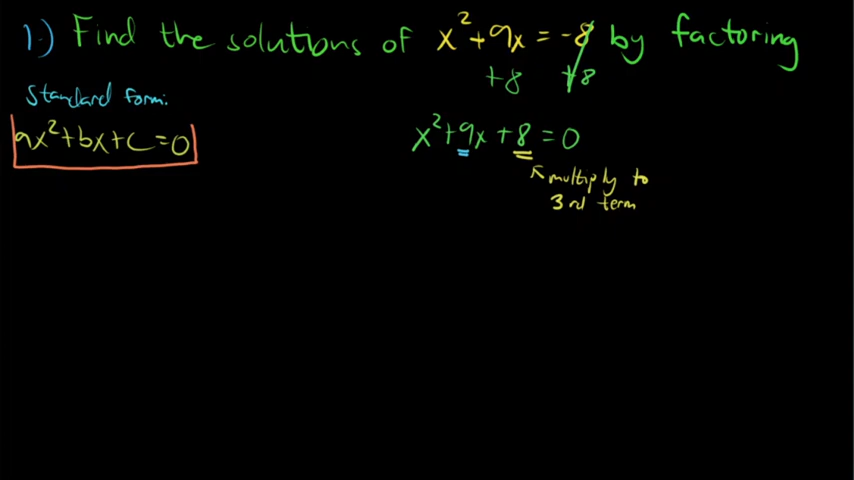 1.) Find the solutions of x²+9x = -8 by factoring
+8 +8
Standard form:
ax²+bx+c=0
x²+9x+8=0
multiply to
3rd term